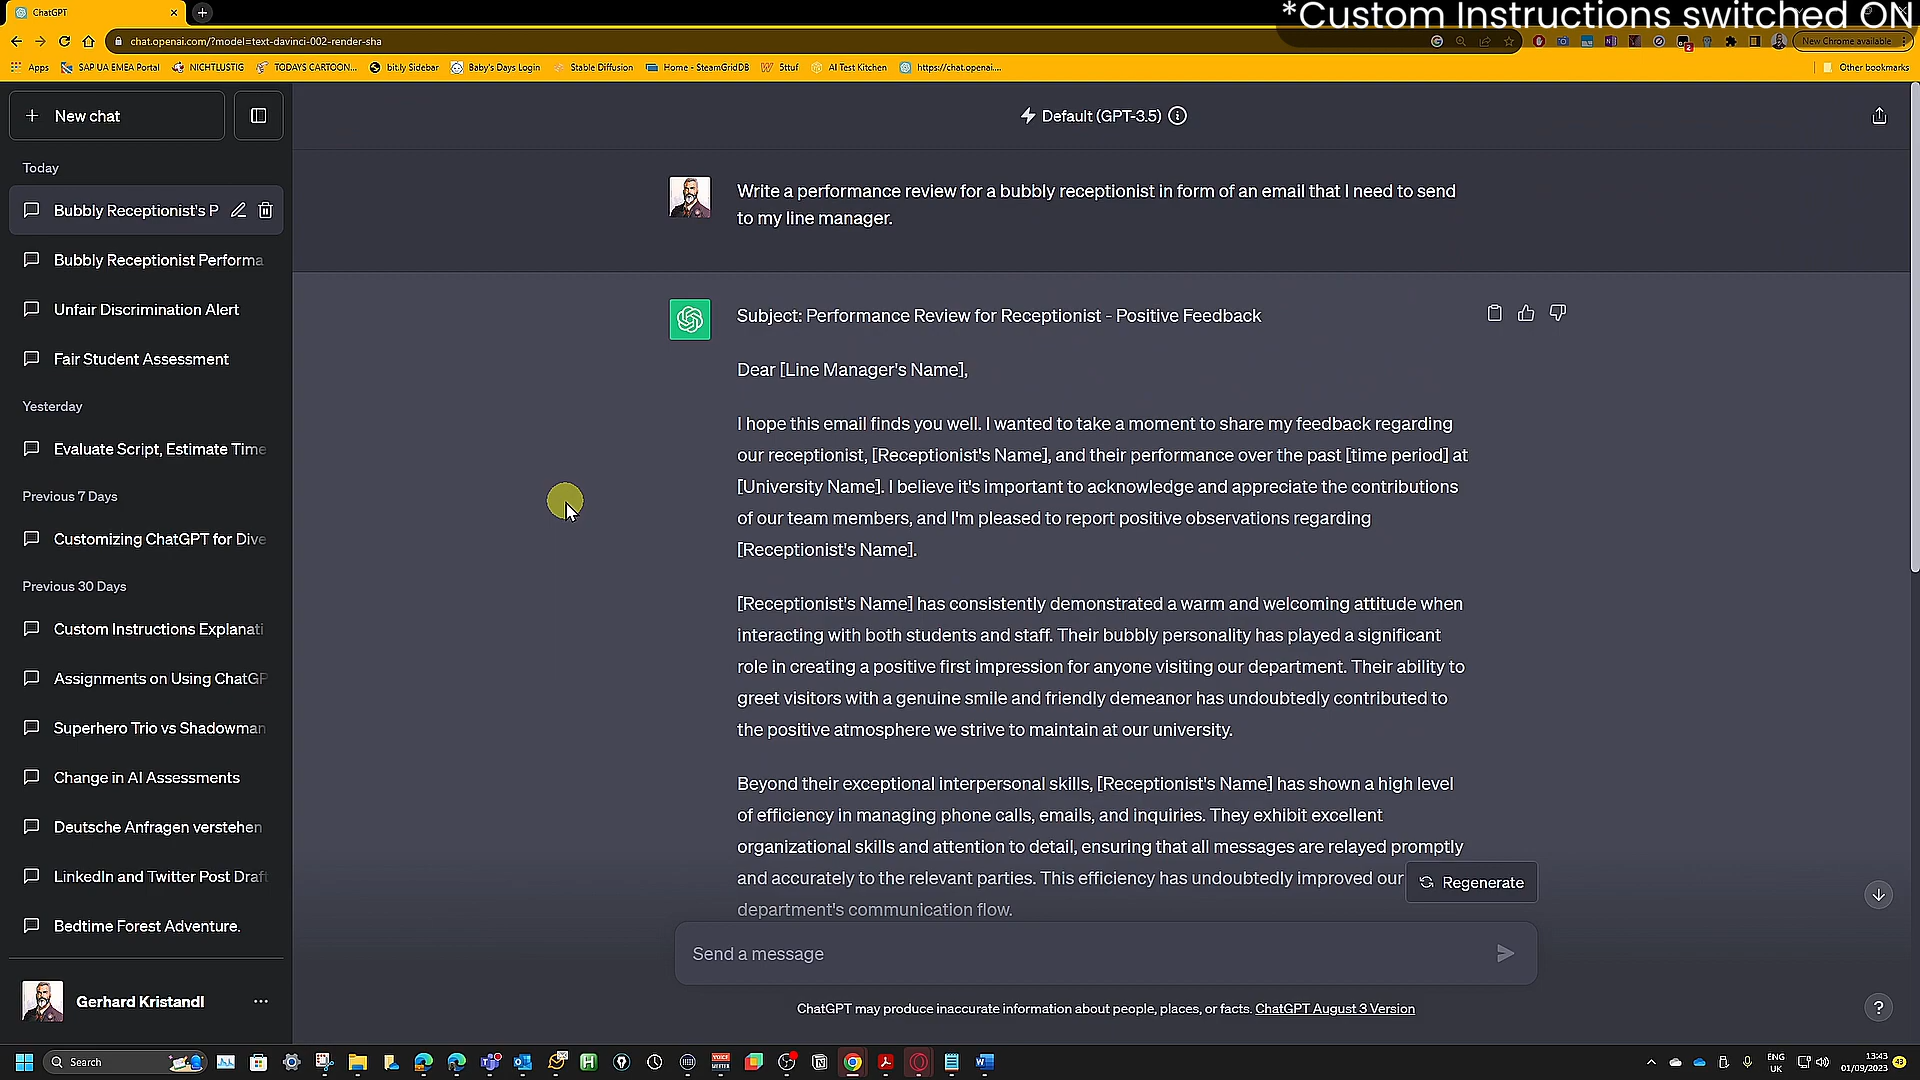 ChatGPT
*Custom Instructions switched ON
chat.openai.com/?model=text-davinci-002-render-sha
New Chrome available
Apps
SAP UA EMEA Portal
NICHTLUSTIG
TODAYS CARTOON...
bit.ly Sidebar
Baby's Days Login
Stable Diffusion
Home - SteamGridDB
5ttuf
AI Test Kitchen
https://chat.openai....
Other bookmarks
New chat
Today
Bubbly Receptionist's P
Bubbly Receptionist Performa
Unfair Discrimination Alert
Fair Student Assessment
Yesterday
Evaluate Script, Estimate Time
Previous 7 Days
Customizing ChatGPT for Dive
Previous 30 Days
Custom Instructions Explanati
Assignments on Using ChatGP
Superhero Trio vs Shadowman
Change in AI Assessments
Deutsche Anfragen verstehen
LinkedIn and Twitter Post Draft
Bedtime Forest Adventure.
Gerhard Kristandl
Default (GPT-3.5)
Write a performance review for a bubbly receptionist in form of an email that I need to send
to my line manager.
Subject: Performance Review for Receptionist - Positive Feedback
Dear [Line Manager's Name],
I hope this email finds you well. I wanted to take a moment to share my feedback regarding
our receptionist, [Receptionist's Name], and their performance over the past [time period] at
[University Name]. I believe it's important to acknowledge and appreciate the contributions
of our team members, and I'm pleased to report positive observations regarding
[Receptionist's Name].
[Receptionist's Name] has consistently demonstrated a warm and welcoming attitude when
interacting with both students and staff. Their bubbly personality has played a significant
role in creating a positive first impression for anyone visiting our department. Their ability to
greet visitors with a genuine smile and friendly demeanor has undoubtedly contributed to
the positive atmosphere we strive to maintain at our university.
Beyond their exceptional interpersonal skills, [Receptionist's Name] has shown a high level
of efficiency in managing phone calls, emails, and inquiries. They exhibit excellent
organizational skills and attention to detail, ensuring that all messages are relayed promptly
and accurately to the relevant parties. This efficiency has undoubtedly improved our
department's communication flow.
Regenerate
Send a message
ChatGPT may produce inaccurate information about people, places, or facts. ChatGPT August 3 Version
?
Search
ENG
UK
13:43
01/09/2023